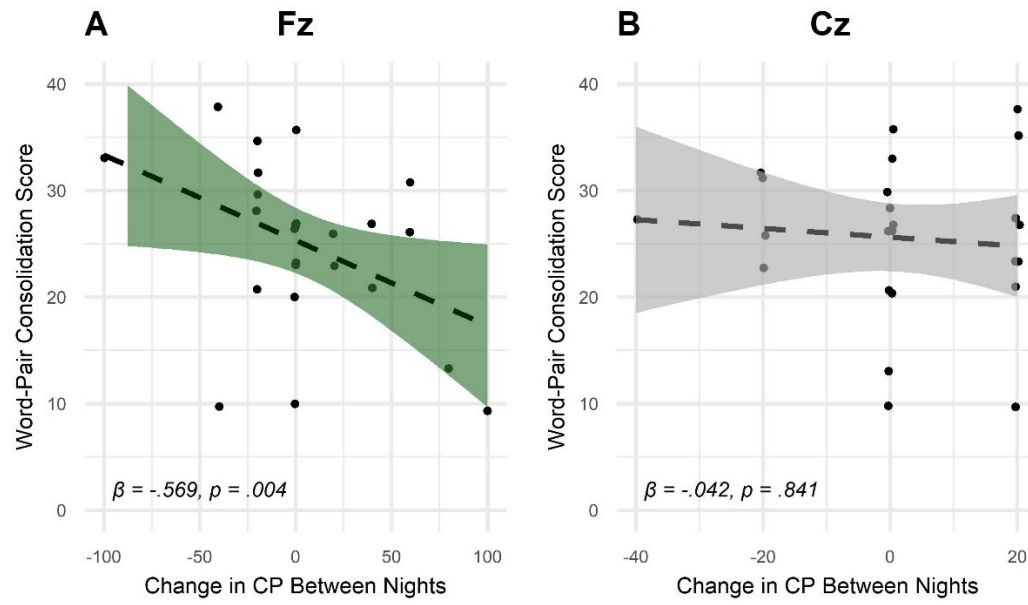 A
Fz
Word-Pair Consolidation Score
40
30
20
10
0
β = -.569, p = .004
-100
-50
0
50
100
Change in CP Between Nights
B
Cz
Word-Pair Consolidation Score
40
30
20
10
0
β = -.042, p = .841
-40
-20
0
20
Change in CP Between Nights